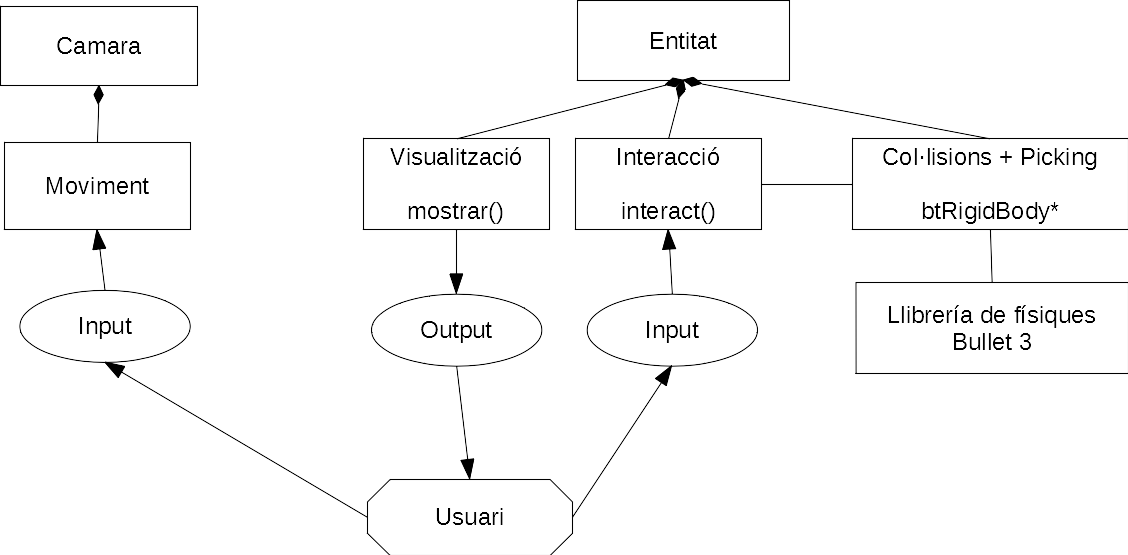 Camara
Entitat
Moviment
Visualització
mostrar()
Interacció
interact()
Col·lisions + Picking
btRigidBody*
Input
Output
Input
Llibrería de físiques
Bullet 3
Usuari